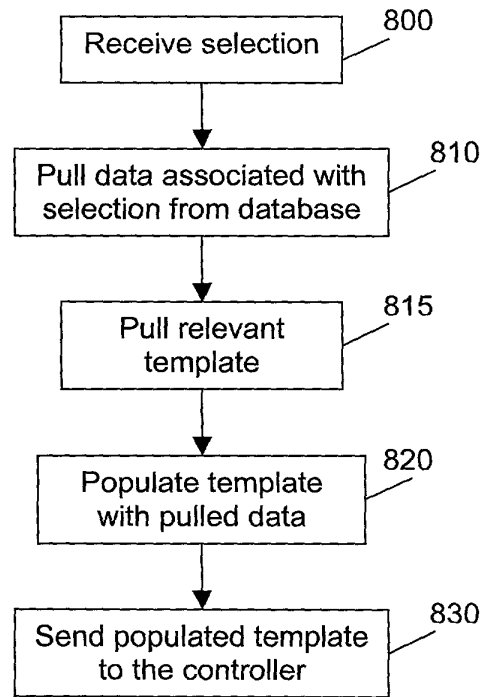 800
Receive selection
810
Pull data associated with
selection from database
815
Pull relevant
template
820
Populate template
with pulled data
830
Send populated template
to the controller